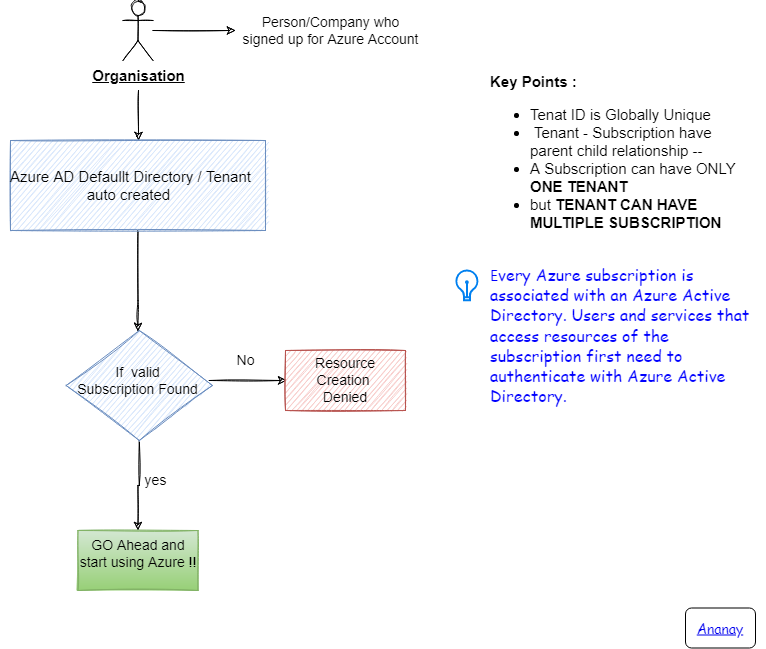 Person/Company who
signed up for Azure Account
Organisation
Azure AD Defaullt Directory / Tenant
auto created
If valid
Subscription Found
No
Resource
Creation
Denied
yes
GO Ahead and
start using Azure !!
Key Points :
Tenat ID is Globally Unique
Tenant - Subscription have
parent child relationship --
A Subscription can have ONLY
ONE TENANT
but TENANT CAN HAVE
MULTIPLE SUBSCRIPTION
Every Azure subscription is
associated with an Azure Active
Directory. Users and services that
access resources of the
subscription first need to
authenticate with Azure Active
Directory.
Ananay